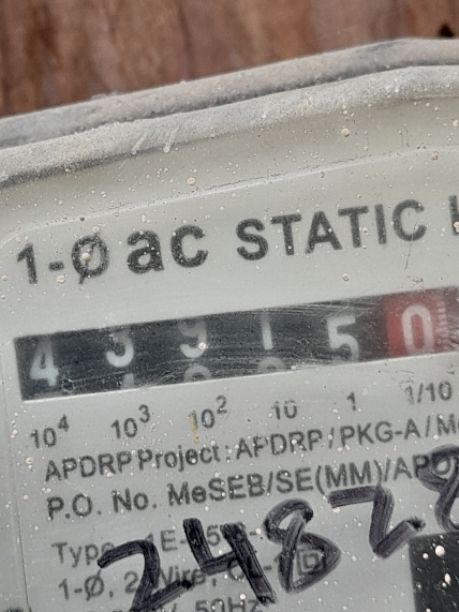 1-Ø ac STATIC
4 3 9 1 5 0
10⁴ 10³ 10² 10 1 1/10
APDRP Project: APDRP/PKG-A/M
P.O. No. MeSEB/SE(MM)/APD
24828
Type
1-Ø, 2 Wire,
50Hz